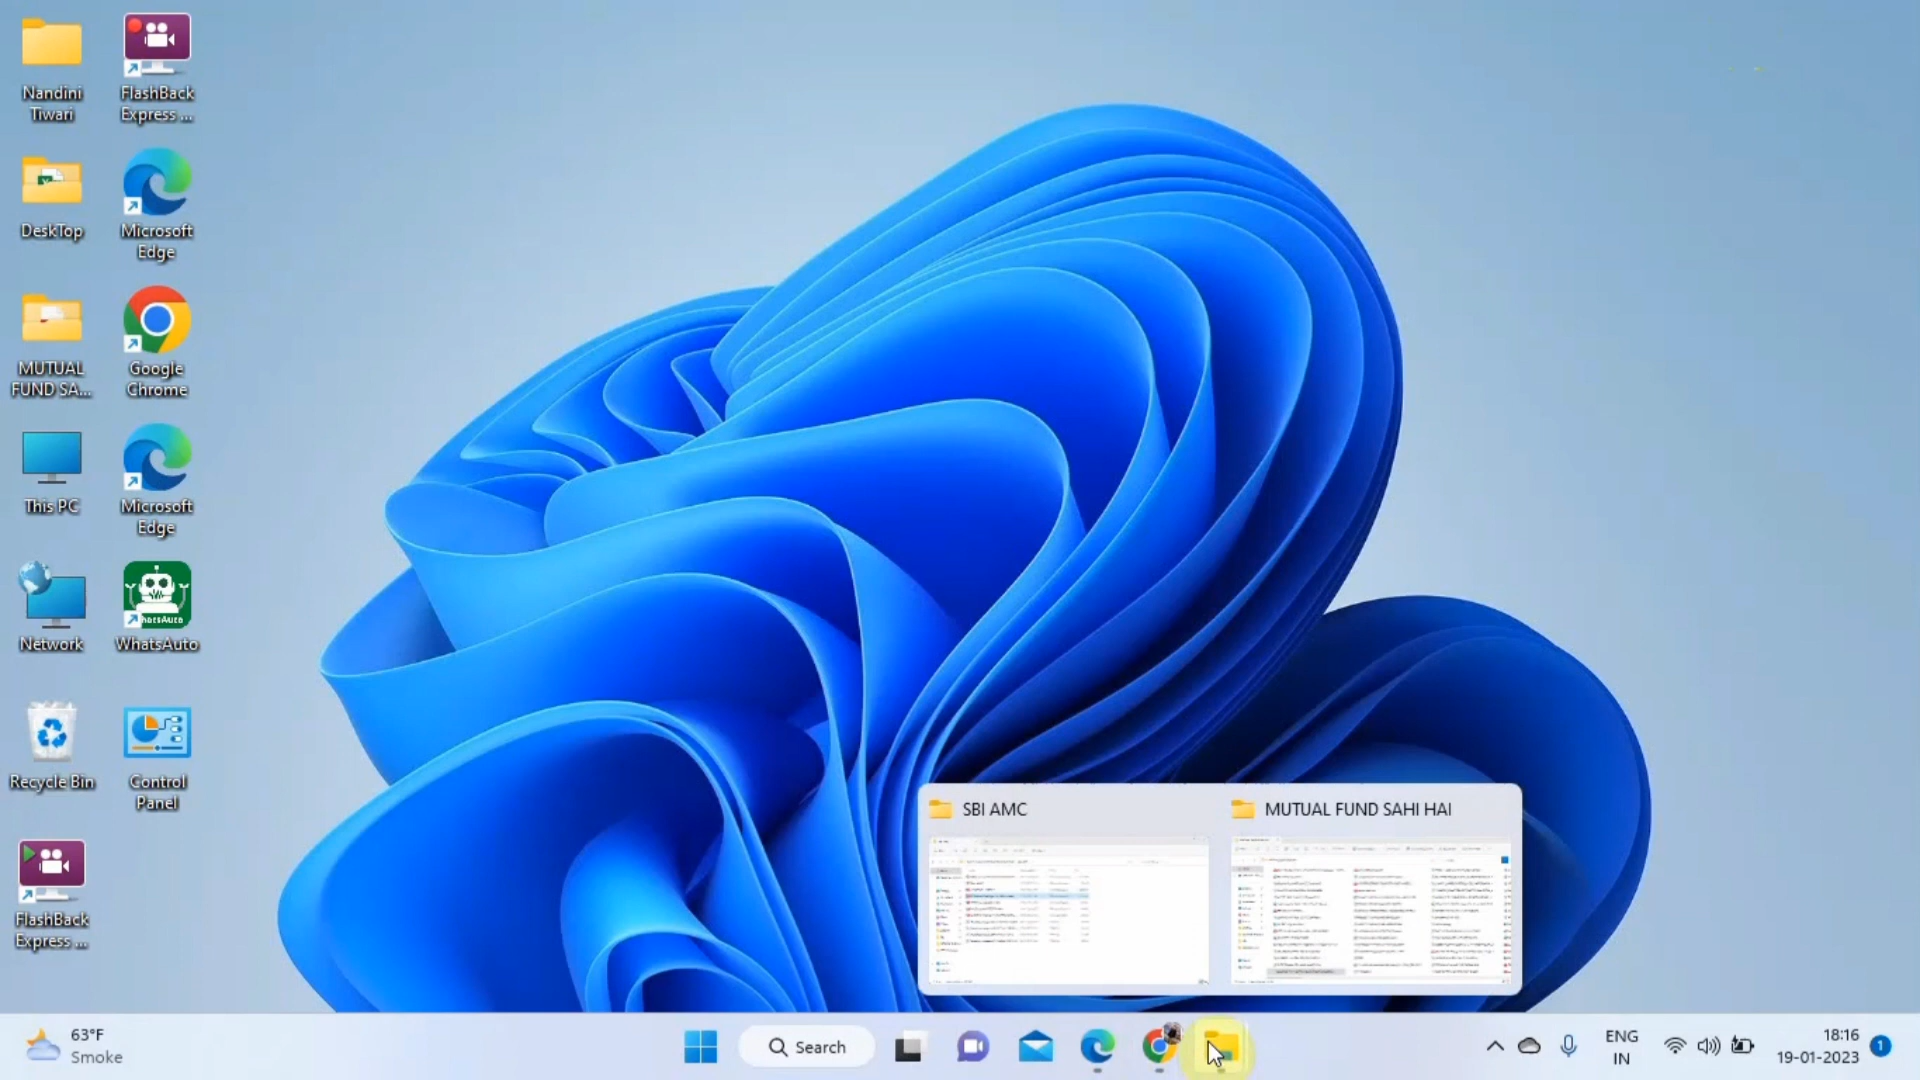 Nandini
Tiwari
FlashBack
Express ...
DeskTop
Microsoft
Edge
MUTUAL
FUND SA...
Google
Chrome
This PC
Microsoft
Edge
Network
WhatsAuto
Recycle Bin
Control
Panel
FlashBack
Express ...
SBI AMC
MUTUAL FUND SAHI HAI
63°F
Smoke
Search
ENG
IN
18:16
19-01-2023
1